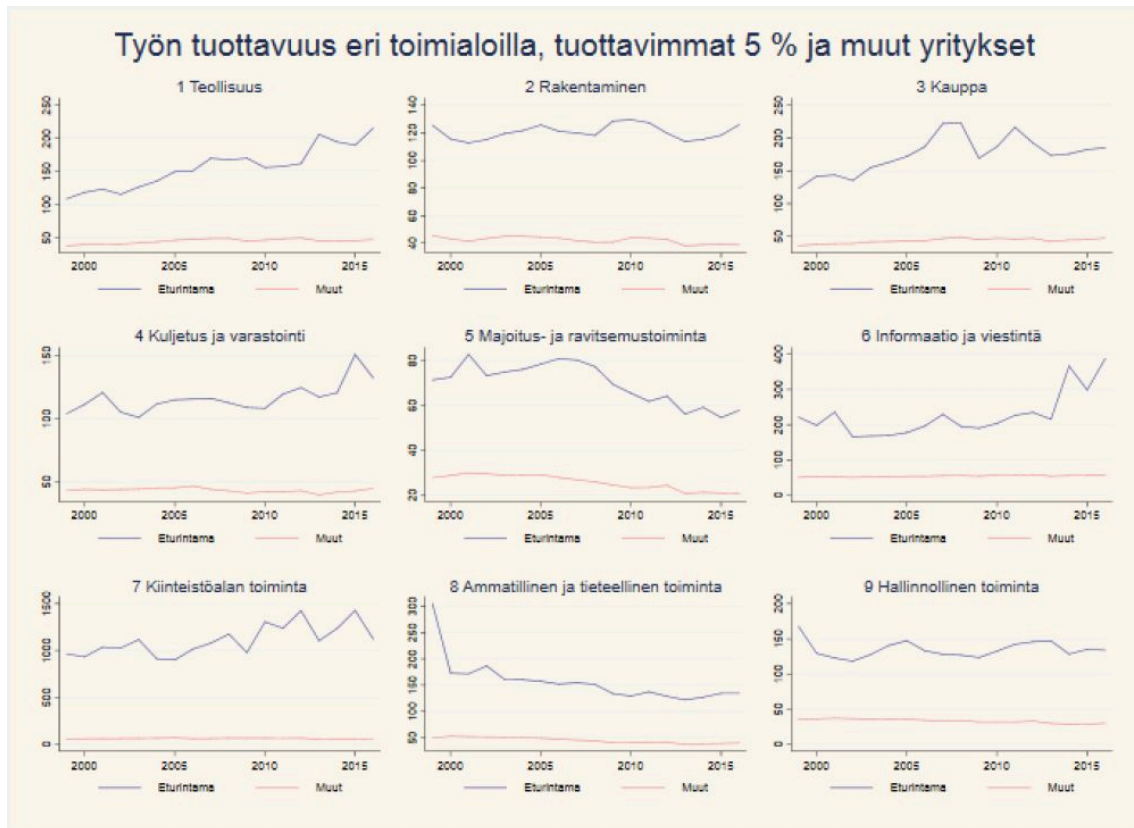 Työn tuottavuus eri toimialoilla, tuottavimmat 5 % ja muut yritykset
1 Teollisuus
250
200
150
100
50
2000 2005 2010 2015
Eturintama Muut
2 Rakentaminen
140
120
100
80
60
40
2000 2005 2010 2015
Eturintama Muut
3 Kauppa
250
200
150
100
50
2000 2005 2010 2015
Eturintama Muut
4 Kuljetus ja varastointi
150
100
50
2000 2005 2010 2015
Eturintama Muut
5 Majoitus- ja ravitsemustoiminta
80
60
40
20
2000 2005 2010 2015
Eturintama Muut
6 Informaatio ja viestintä
400
300
200
100
0
2000 2005 2010 2015
Eturintama Muut
7 Kiinteistöalan toiminta
1500
1000
500
0
2000 2005 2010 2015
Eturintama Muut
8 Ammatillinen ja tieteellinen toiminta
300
250
200
150
100
50
2000 2005 2010 2015
Eturintama Muut
9 Hallinnollinen toiminta
200
150
100
50
0
2000 2005 2010 2015
Eturintama Muut